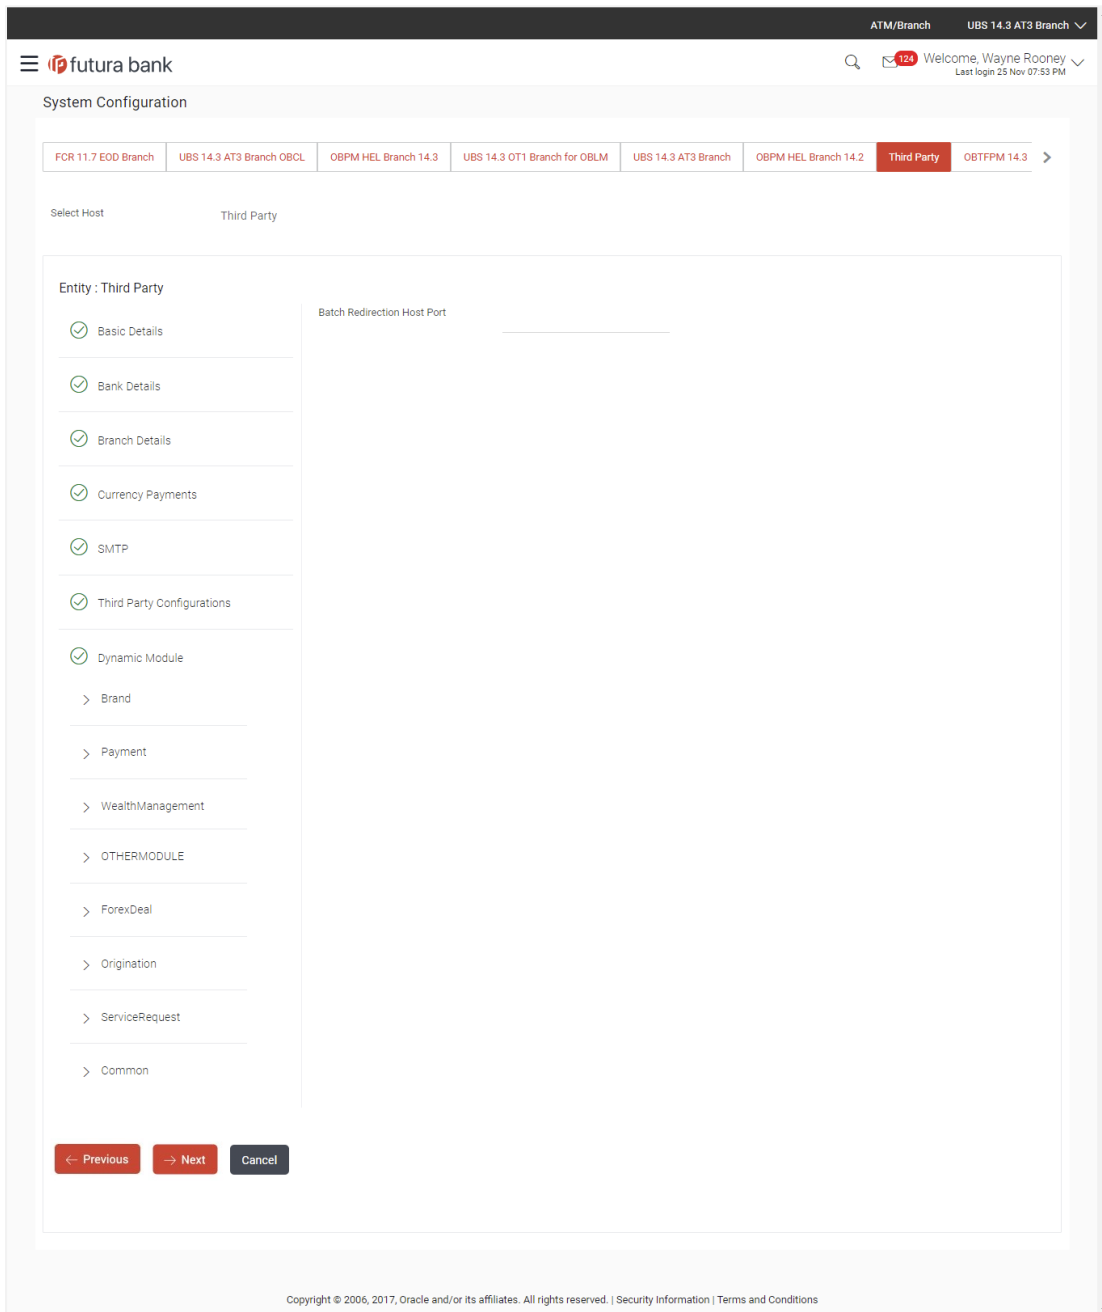 ATM/Branch UBS 14.3 AT3 Branch
futura bank 124 Welcome, Wayne Rooney
Last login 25 Nov 07:53 PM
System Configuration
FCR 11.7 EOD Branch UBS 14.3 AT3 Branch OBCL OBPM HEL Branch 14.3 UBS 14.3 OT1 Branch for OBLM UBS 14.3 AT3 Branch OBPM HEL Branch 14.2 Third Party OBTFPM 14.3
Select Host Third Party
Entity : Third Party
Batch Redirection Host Port
Basic Details
Bank Details
Branch Details
Currency Payments
SMTP
Third Party Configurations
Dynamic Module
Brand
Payment
WealthManagement
OTHERMODULE
ForexDeal
Origination
ServiceRequest
Common
Previous Next Cancel
Copyright © 2006, 2017, Oracle and/or its affiliates. All rights reserved. | Security Information | Terms and Conditions